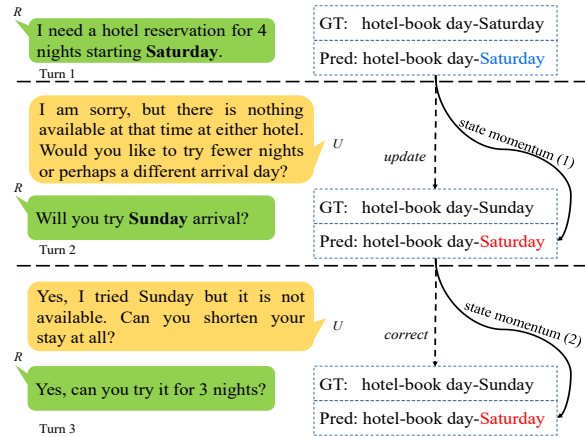 R
I need a hotel reservation for 4
nights starting Saturday.
Turn 1
GT: hotel-book day-Saturday
Pred: hotel-book day-Saturday
I am sorry, but there is nothing
available at that time at either hotel.
Would you like to try fewer nights
or perhaps a different arrival day?
U
update
state momentum (1)
R
Will you try Sunday arrival?
Turn 2
GT: hotel-book day-Sunday
Pred: hotel-book day-Saturday
Yes, I tried Sunday but it is not
available. Can you shorten your
stay at all?
U
correct
state momentum (2)
R
Yes, can you try it for 3 nights?
Turn 3
GT: hotel-book day-Sunday
Pred: hotel-book day-Saturday